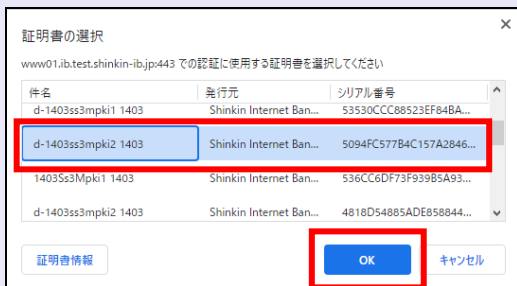 証明書の選択
www01.ib.test.shinkin-ib.jp:443 での認証に使用する証明書を選択してください
件名 発行元 シリアル番号
d-1403ss3mpki1 1403 Shinkin Internet Ban... 53530CCC88523EF84BA...
d-1403ss3mpki2 1403 Shinkin Internet Ban... 5094FC577B4C157A2846...
1403Ss3Mpki1 1403 Shinkin Internet Ban... 536CC6DF73F939B5A93...
d-1403ss3mpki2 1403 Shinkin Internet Ban... 4818D54885ADE858844...
証明書情報 OK キャンセル